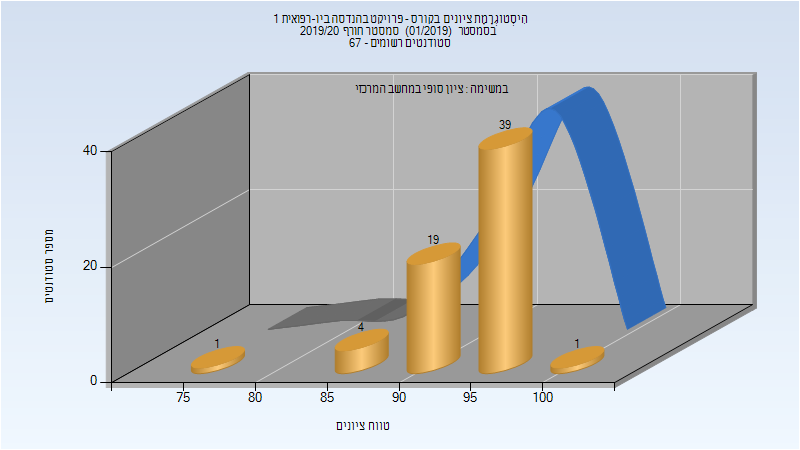 היסטוגרמת ציונים בקורס - פרויקט בהנדסה ביו-רפואית 1
בסמסטר (01/2019) סמסטר חורף 2019/20
סטודנטים רשומים - 67
במשימה : ציון סופי במחשב המרכזי
39
40
19
20
4
1
1
0
75
80
85
90
95
100
מספר סטודנטים
טווח ציונים